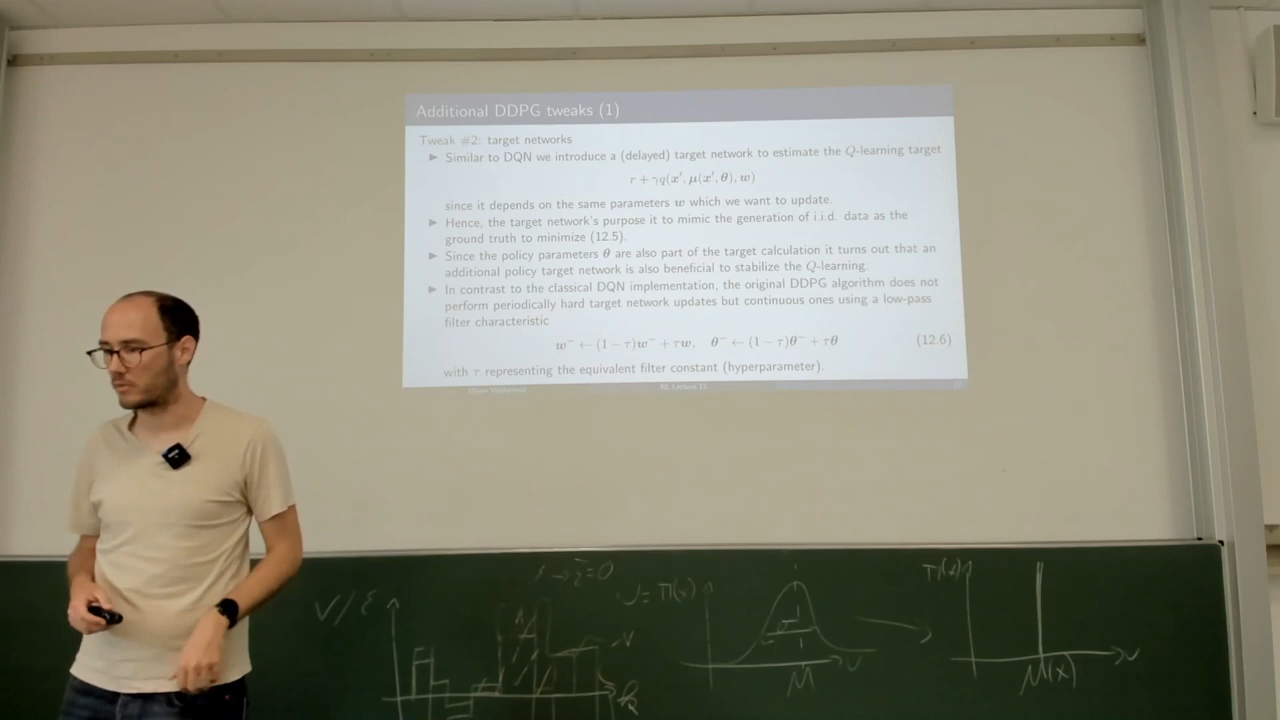 Additional DDPG tweaks (1)
Tweak #2: target networks
▶ Similar to DQN we introduce a (delayed) target network to estimate the Q-learning target
r + γq(x′, μ(x′, θ), w)
since it depends on the same parameters w which we want to update.
▶ Hence, the target network's purpose it to mimic the generation of i.i.d. data as the
ground truth to minimize (12.5).
▶ Since the policy parameters θ are also part of the target calculation it turns out that an
additional policy target network is also beneficial to stabilize the Q-learning.
▶ In contrast to the classical DQN implementation, the original DDPG algorithm does not
perform periodically hard target network updates but continuous ones using a low-pass
filter characteristic
w⁻ ← (1 − τ)w⁻ + τw, θ⁻ ← (1 − τ)θ⁻ + τθ (12.6)
with τ representing the equivalent filter constant (hyperparameter).
RL Lecture 12
μ(x)